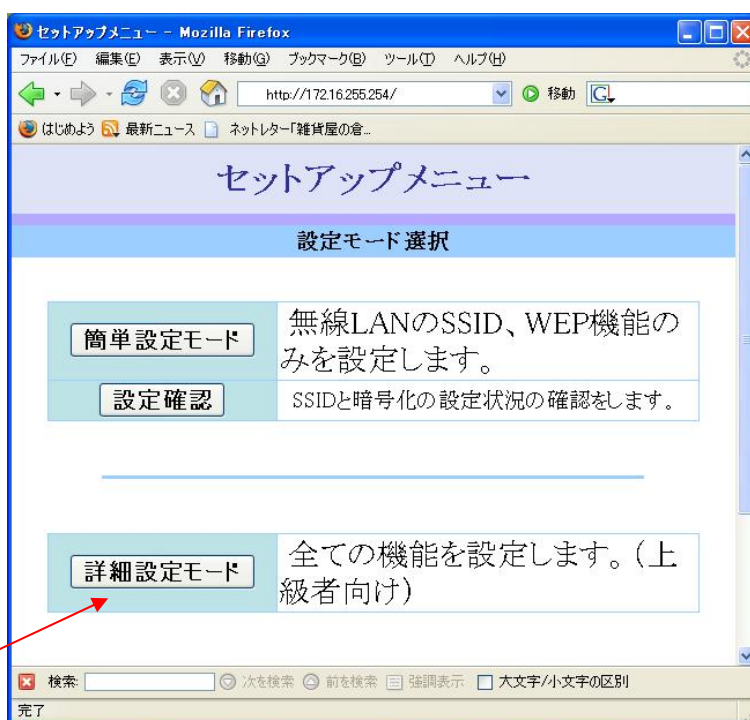 セットアップメニュー - Mozilla Firefox
ファイル(F) 編集(E) 表示(V) 移動(G) ブックマーク(B) ツール(T) ヘルプ(H)
http://172.16.255.254/ 移動 G
はじめよう 最新ニュース ネットレター「雑貨屋の倉...
セットアップメニュー
設定モード選択
簡単設定モード
無線LANのSSID、WEP機能の
みを設定します。
設定確認
SSIDと暗号化の設定状況の確認をします。
詳細設定モード
全ての機能を設定します。(上
級者向け)
検索: 次を検索 前を検索 強調表示 大文字/小文字の区別
完了